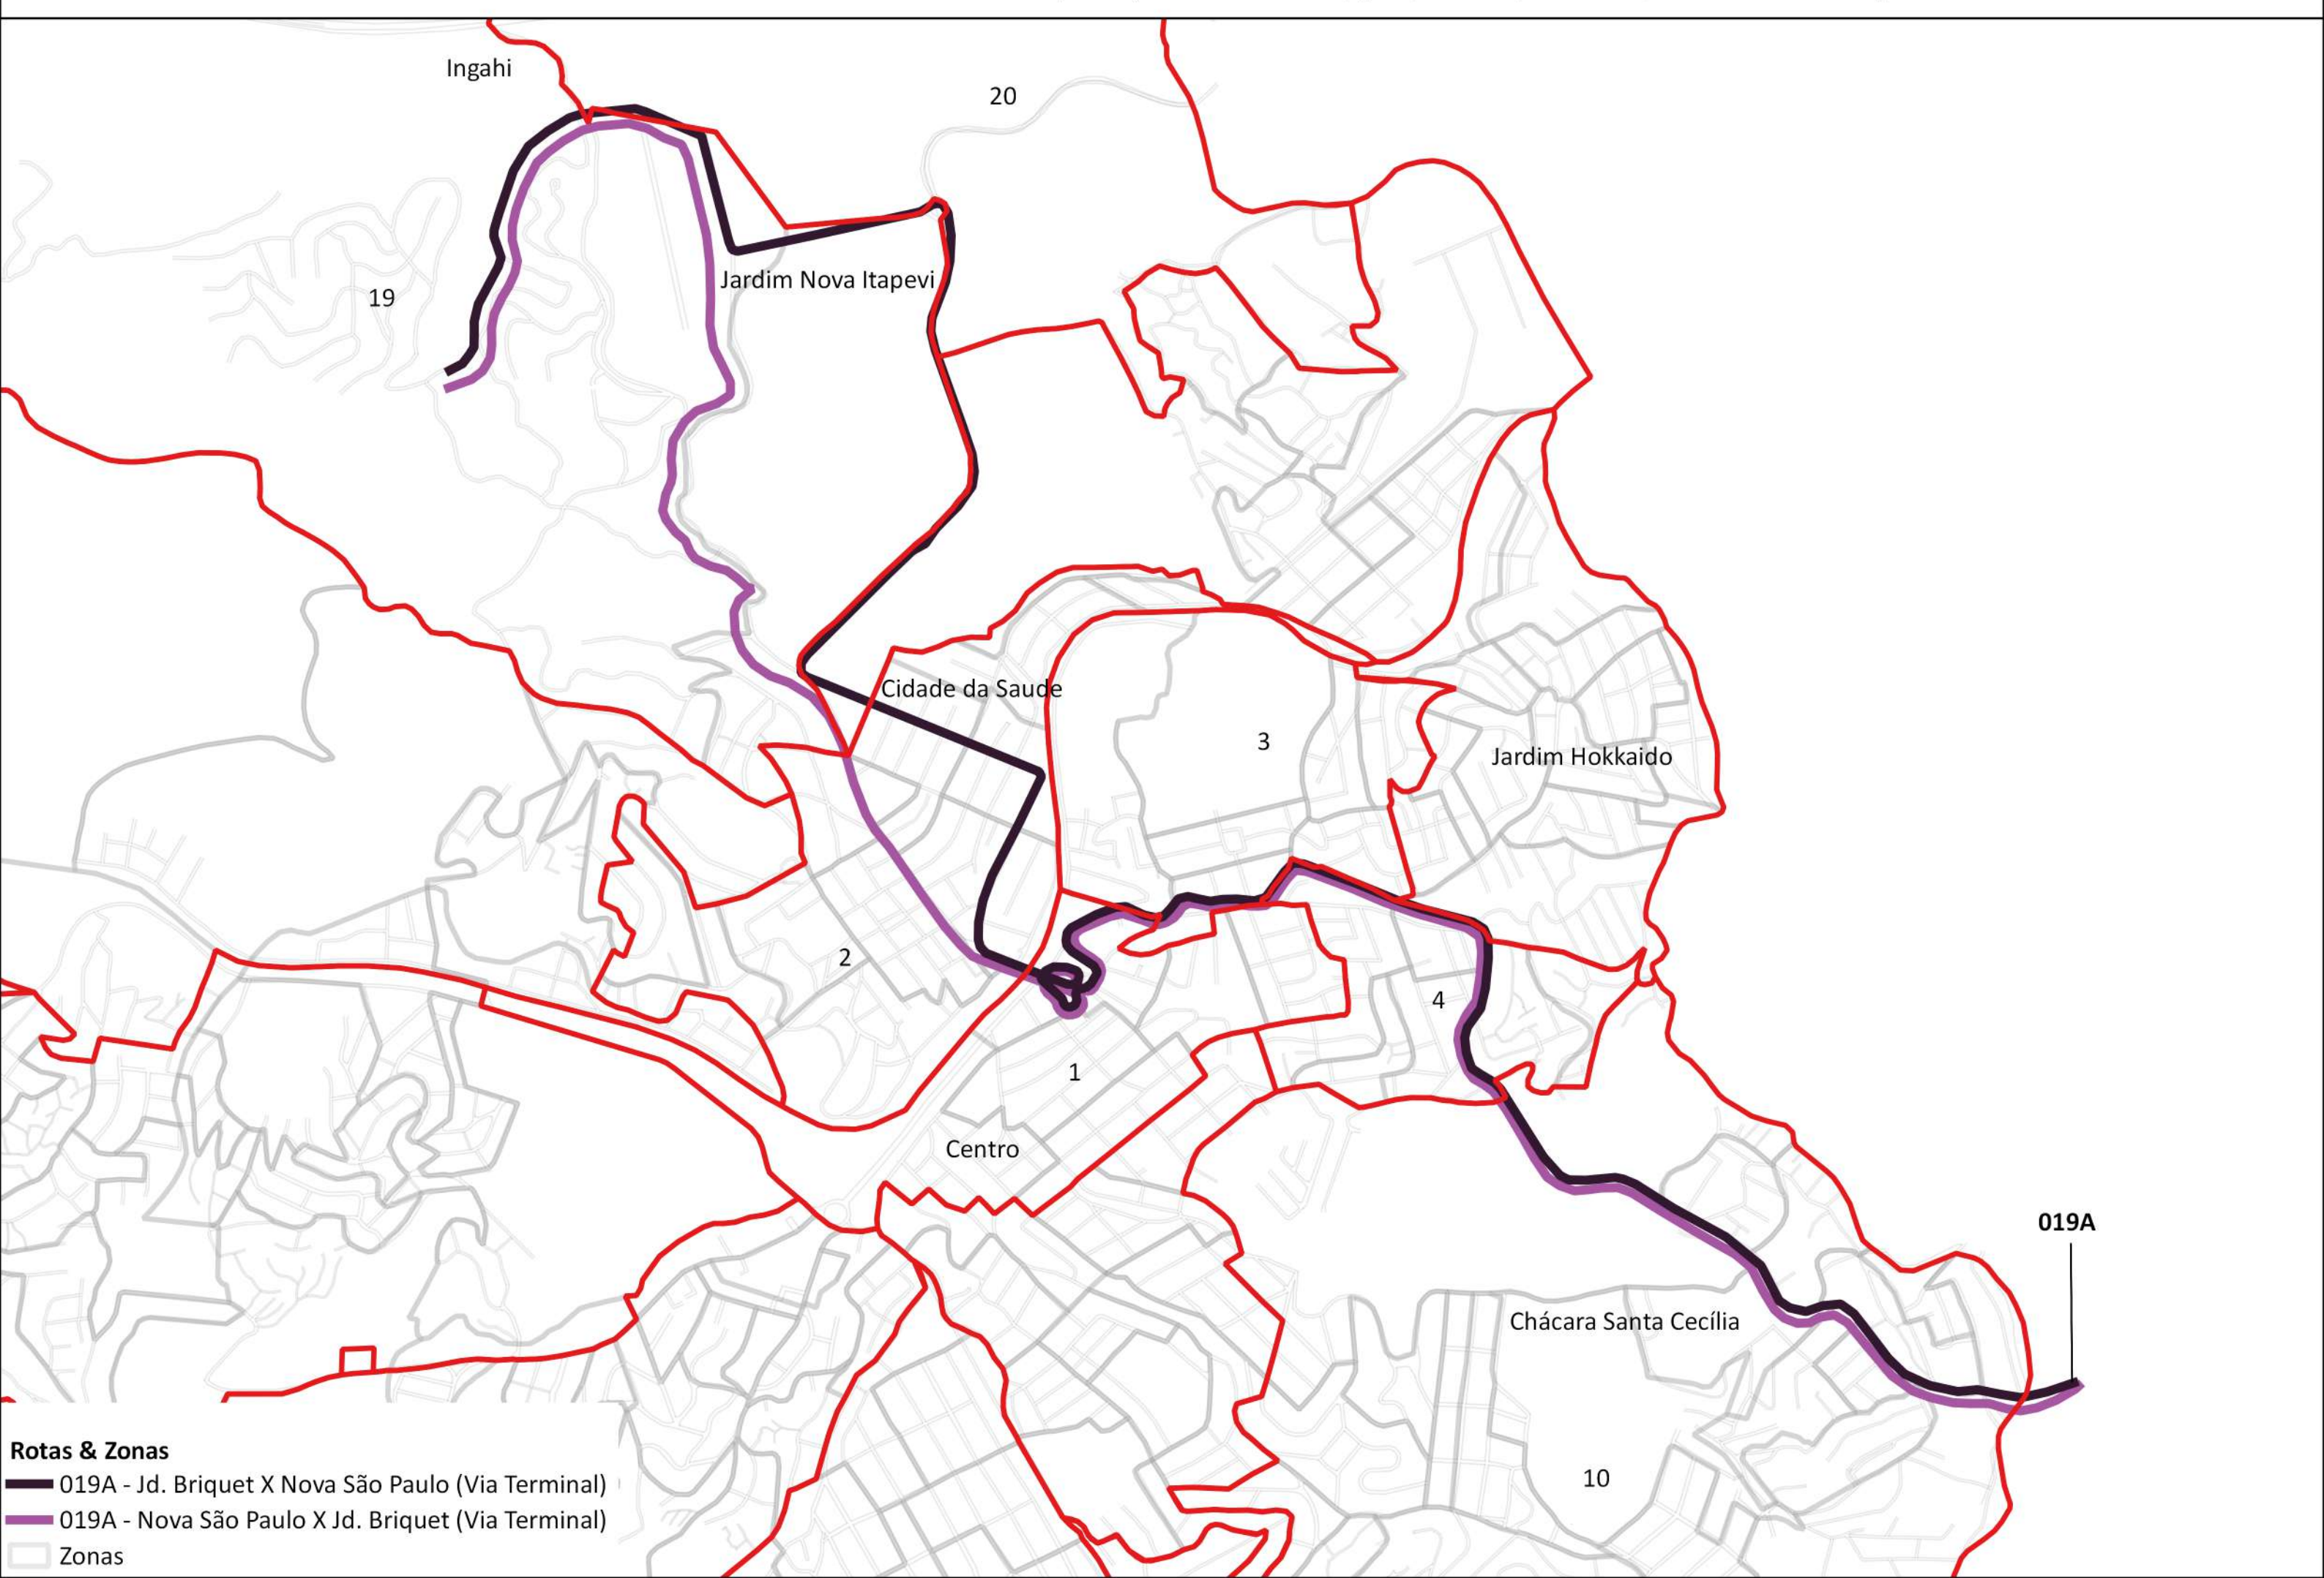 Ingahi
20
19
Jardim Nova Itapevi
Cidade da Saude
3
Jardim Hokkaido
2
4
1
Centro
019A
Chácara Santa Cecília
10
Rotas & Zonas
019A - Jd. Briquet X Nova São Paulo (Via Terminal)
019A - Nova São Paulo X Jd. Briquet (Via Terminal)
Zonas